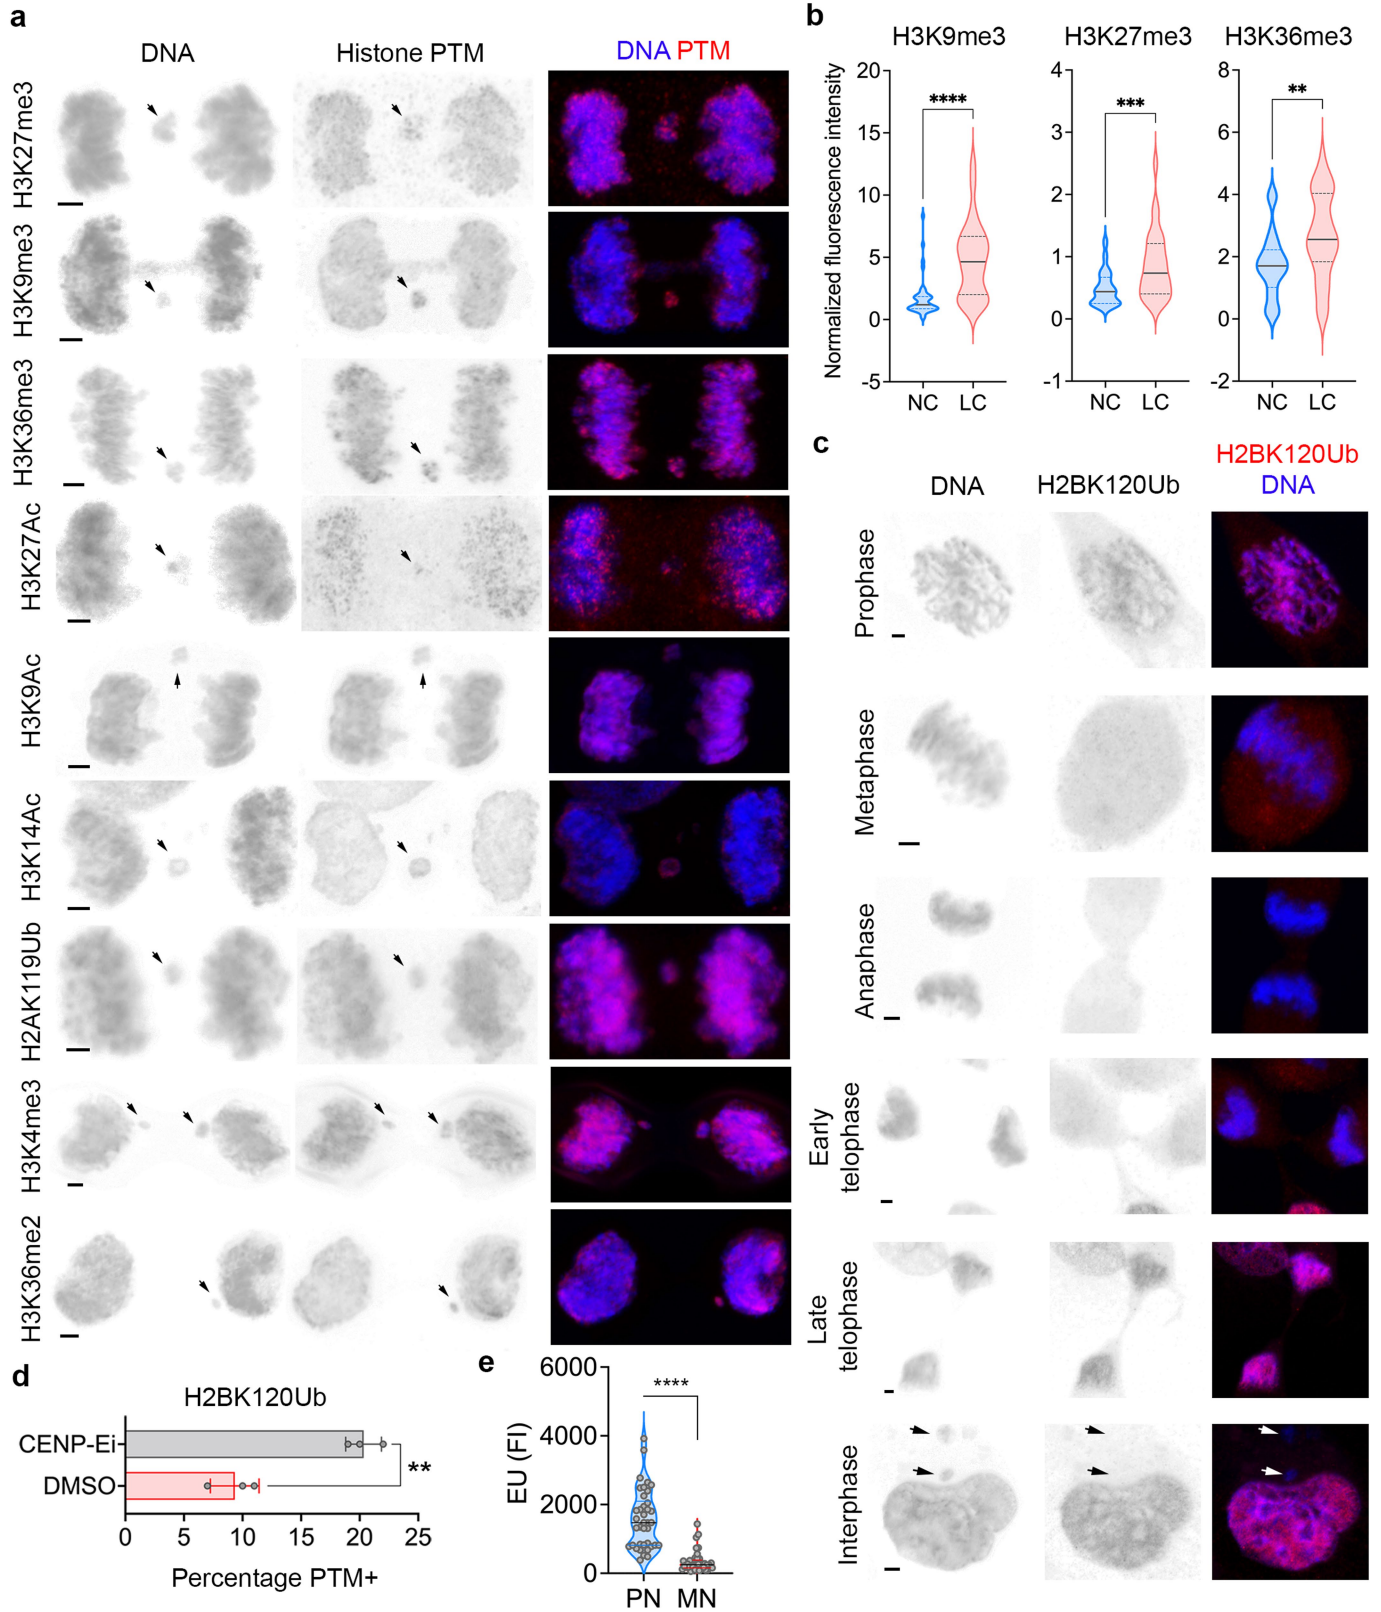 a
DNA
Histone PTM
DNA PTM
H3K27me3
H3K9me3
H3K36me3
H3K27Ac
H3K9Ac
H3K14Ac
H2AK119Ub
H3K4me3
H3K36me2
b
H3K9me3
H3K27me3
H3K36me3
Normalized fluorescence intensity
20
15
10
5
0
-5
****
NC LC
4
3
2
1
0
-1
***
NC LC
8
6
4
2
0
-2
**
NC LC
c
H2BK120Ub
DNA
H2BK120Ub
DNA
Prophase
Metaphase
Anaphase
Early
telophase
Late
telophase
Interphase
d
H2BK120Ub
CENP-Ei
DMSO
**
0 5 10 15 20 25
Percentage PTM+
e
EU (FI)
6000
4000
2000
0
****
PN MN